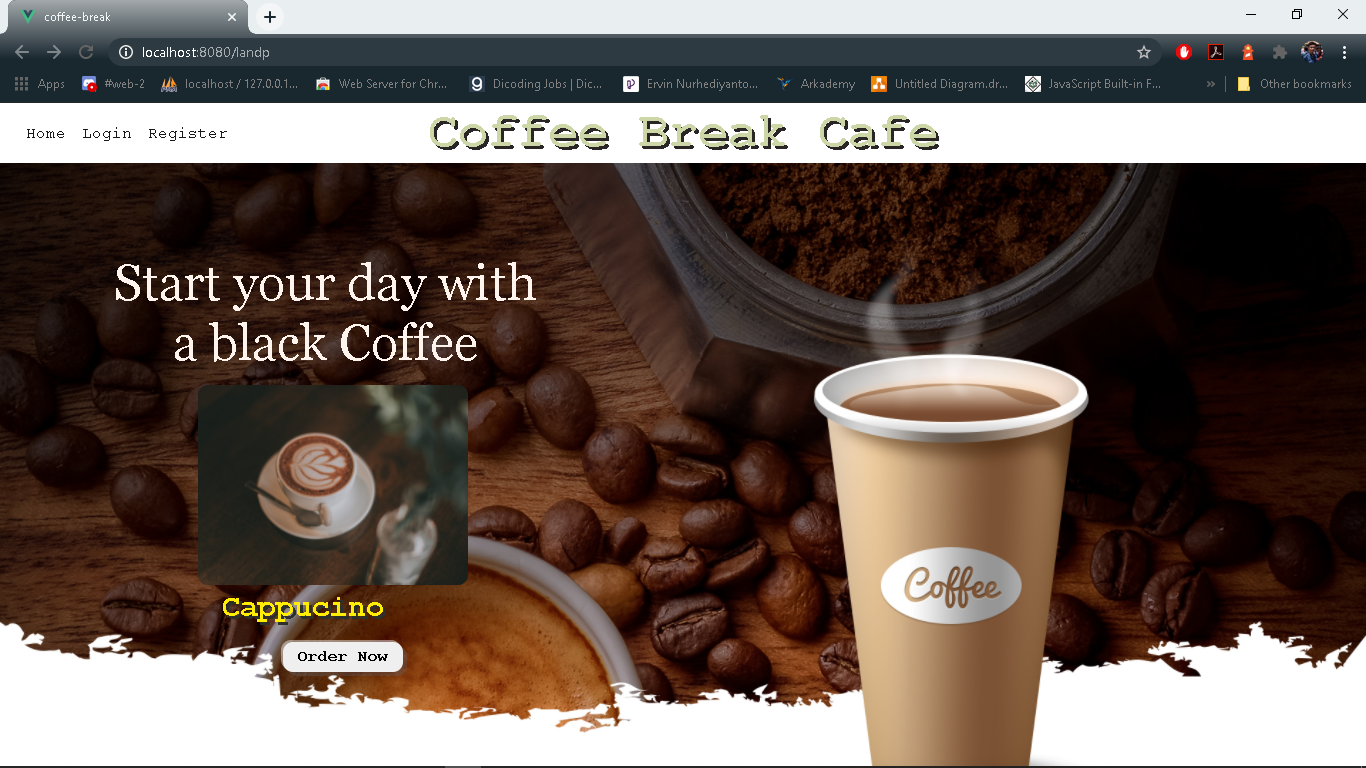 coffee-break
localhost:8080/landp
Apps
#web-2
localhost / 127.0.0.1...
Web Server for Chr...
Dicoding Jobs | Dic...
Ervin Nurhediyanto...
Arkademy
Untitled Diagram.dr...
JavaScript Built-in F...
»
Other bookmarks
Home Login Register
Coffee Break Cafe
Start your day with
a black Coffee
Coffee
Cappucino
Order Now